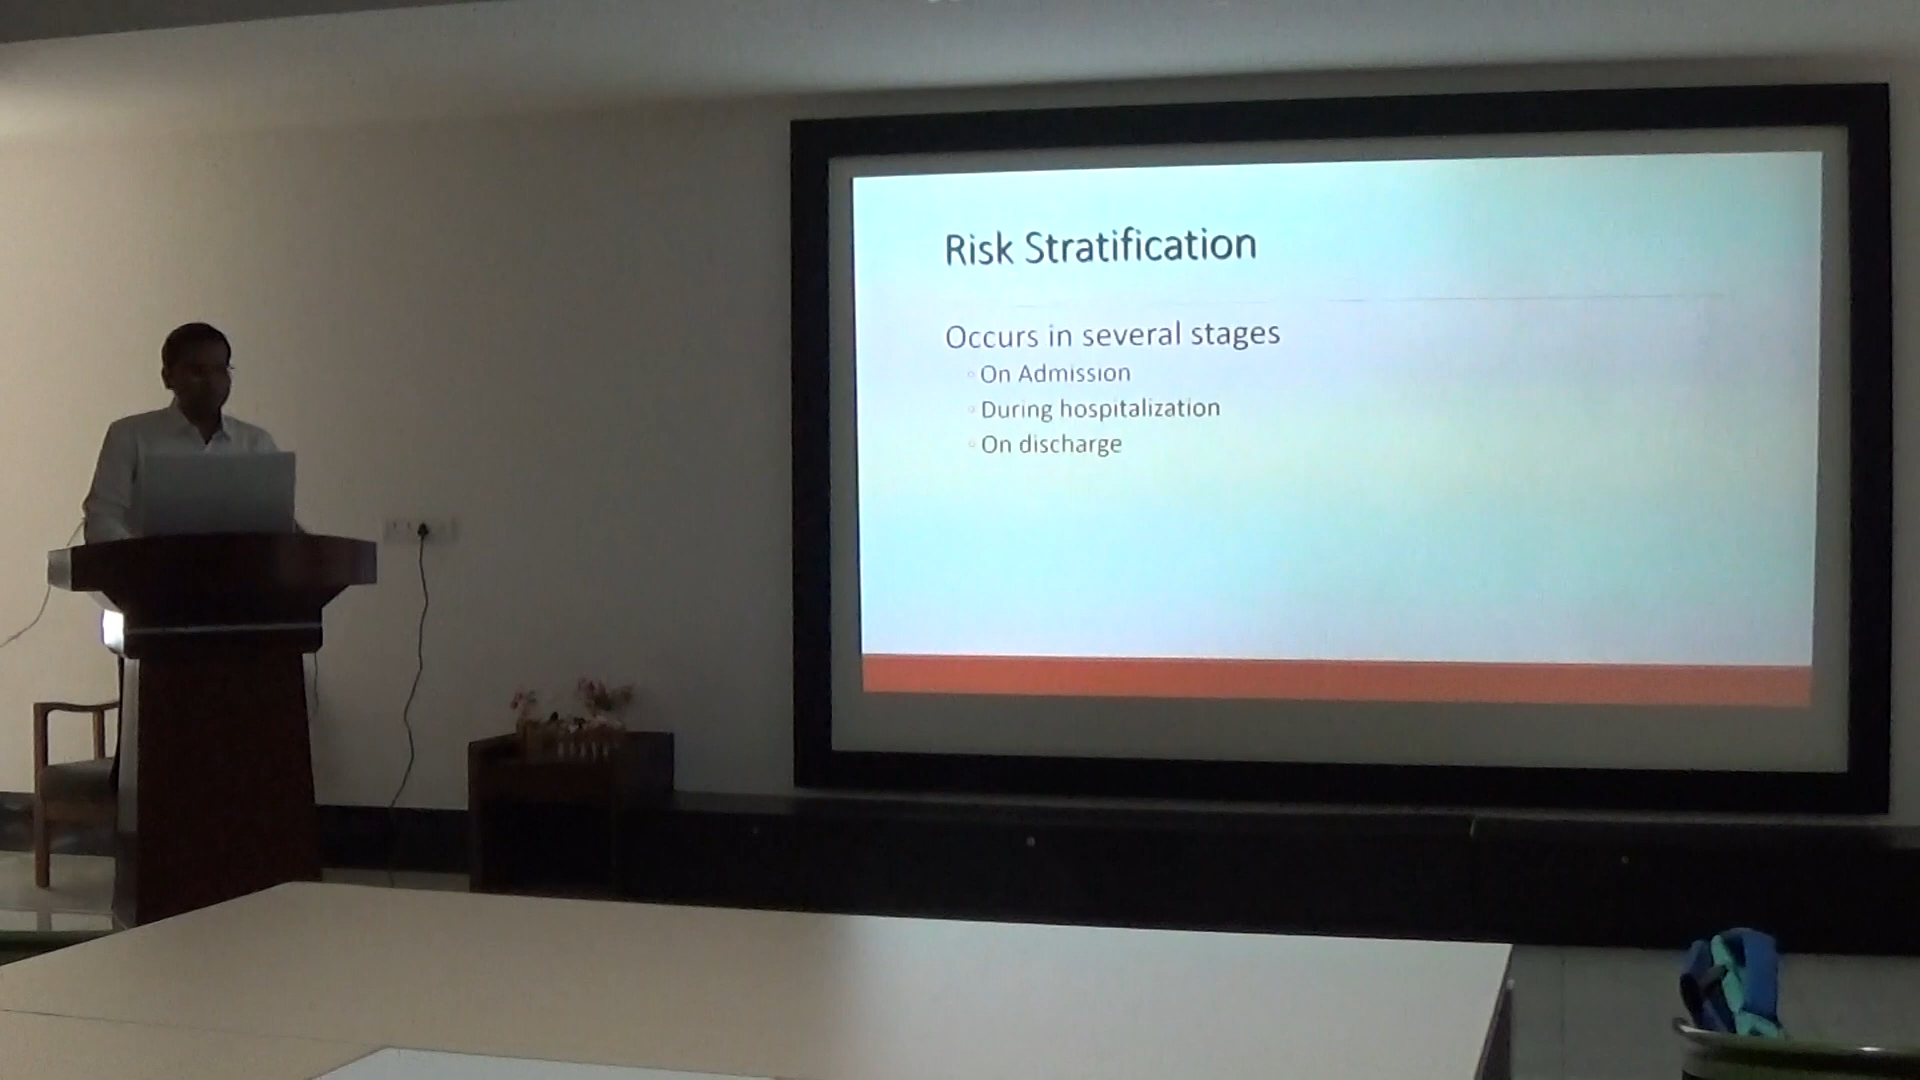 Risk Stratification
Occurs in several stages
◦ On Admission
◦ During hospitalization
◦ On discharge